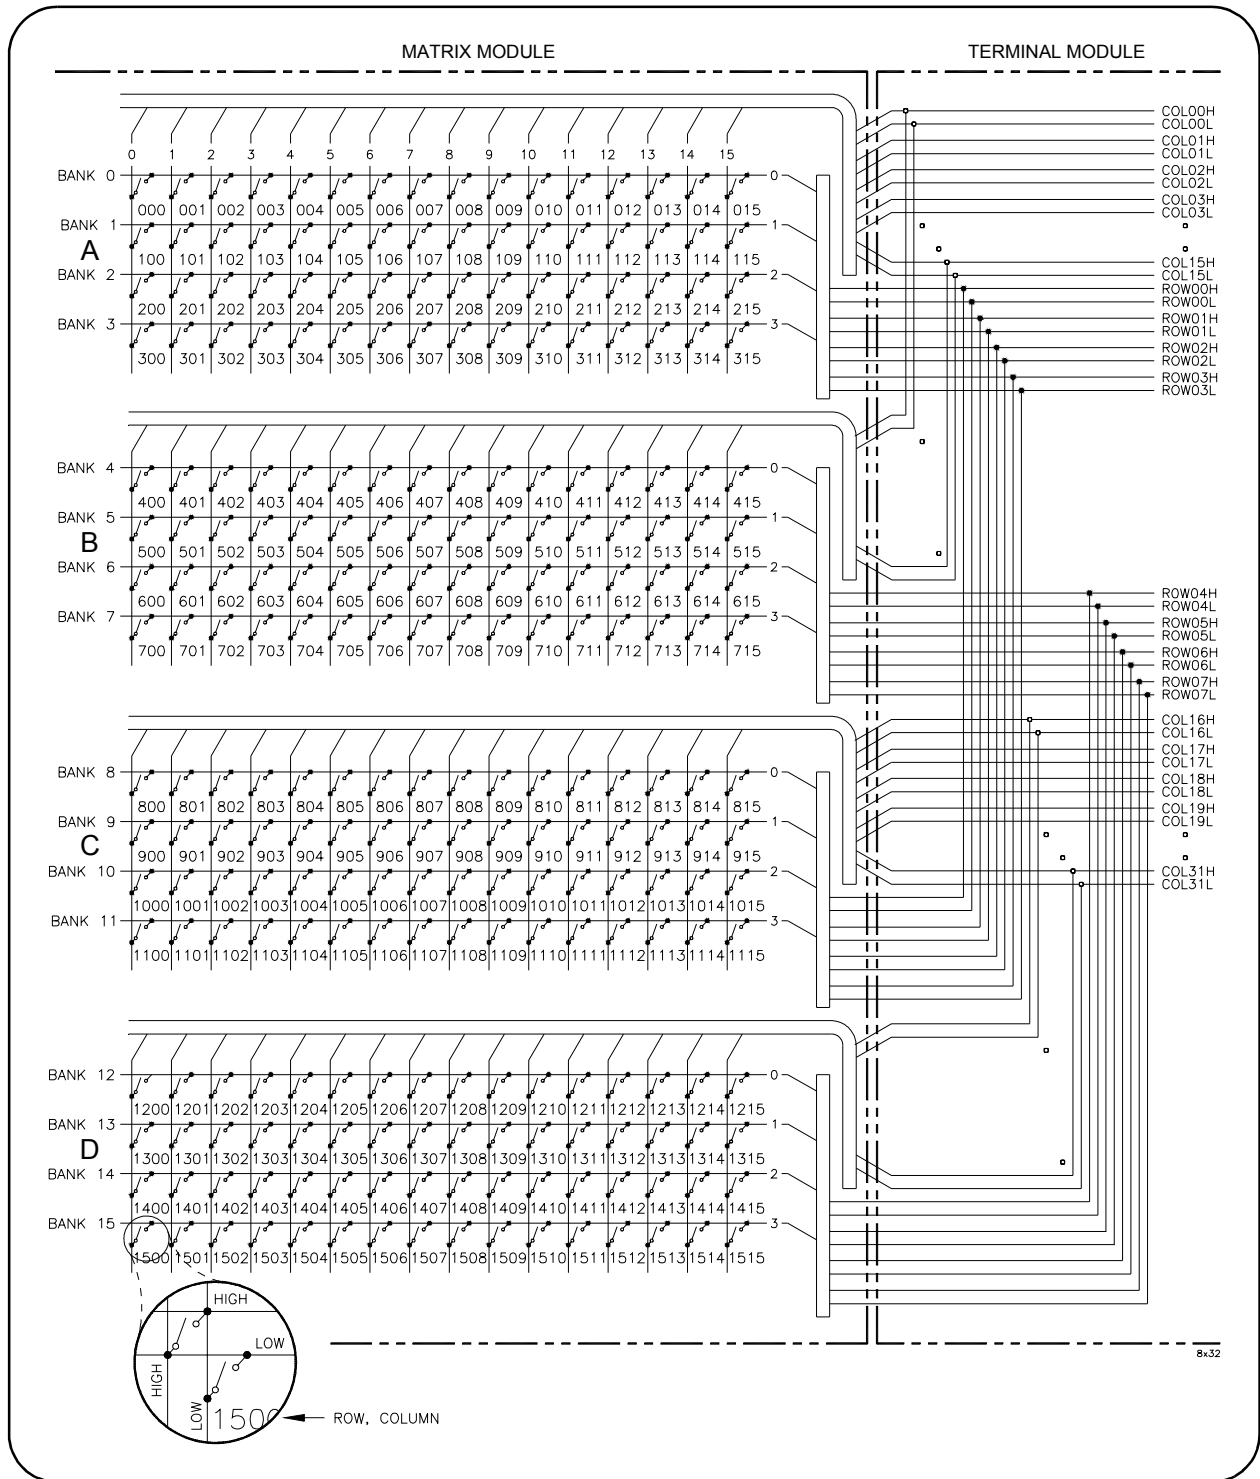 MATRIX MODULE TERMINAL MODULE
COL00H
COL00L
COL01H
COL01L
COL02H
COL02L
COL03H
COL03L
COL15H
COL15L
ROW00H
ROW00L
ROW01H
ROW01L
ROW02H
ROW02L
ROW03H
ROW03L
0 1 2 3 4 5 6 7 8 9 10 11 12 13 14 15
BANK 0 0
000 001 002 003 004 005 006 007 008 009 010 011 012 013 014 015
BANK 1 1
A
100 101 102 103 104 105 106 107 108 109 110 111 112 113 114 115
BANK 2 2
200 201 202 203 204 205 206 207 208 209 210 211 212 213 214 215
BANK 3 3
300 301 302 303 304 305 306 307 308 309 310 311 312 313 314 315
BANK 4 0
400 401 402 403 404 405 406 407 408 409 410 411 412 413 414 415
BANK 5 1
B
500 501 502 503 504 505 506 507 508 509 510 511 512 513 514 515
BANK 6 2
600 601 602 603 604 605 606 607 608 609 610 611 612 613 614 615
BANK 7 3
700 701 702 703 704 705 706 707 708 709 710 711 712 713 714 715
ROW04H
ROW04L
ROW05H
ROW05L
ROW06H
ROW06L
ROW07H
ROW07L
COL16H
COL16L
COL17H
COL17L
COL18H
COL18L
COL19H
COL19L
COL31H
COL31L
BANK 8 0
800 801 802 803 804 805 806 807 808 809 810 811 812 813 814 815
BANK 9 1
C
900 901 902 903 904 905 906 907 908 909 910 911 912 913 914 915
BANK 10 2
1000 1001 1002 1003 1004 1005 1006 1007 1008 1009 1010 1011 1012 1013 1014 1015
BANK 11 3
1100 1101 1102 1103 1104 1105 1106 1107 1108 1109 1110 1111 1112 1113 1114 1115
BANK 12 0
1200 1201 1202 1203 1204 1205 1206 1207 1208 1209 1210 1211 1212 1213 1214 1215
BANK 13 1
D
1300 1301 1302 1303 1304 1305 1306 1307 1308 1309 1310 1311 1312 1313 1314 1315
BANK 14 2
1400 1401 1402 1403 1404 1405 1406 1407 1408 1409 1410 1411 1412 1413 1414 1415
BANK 15 3
1500 1501 1502 1503 1504 1505 1506 1507 1508 1509 1510 1511 1512 1513 1514 1515
HIGH
LOW
HIGH
LOW
1500
ROW, COLUMN
8x32